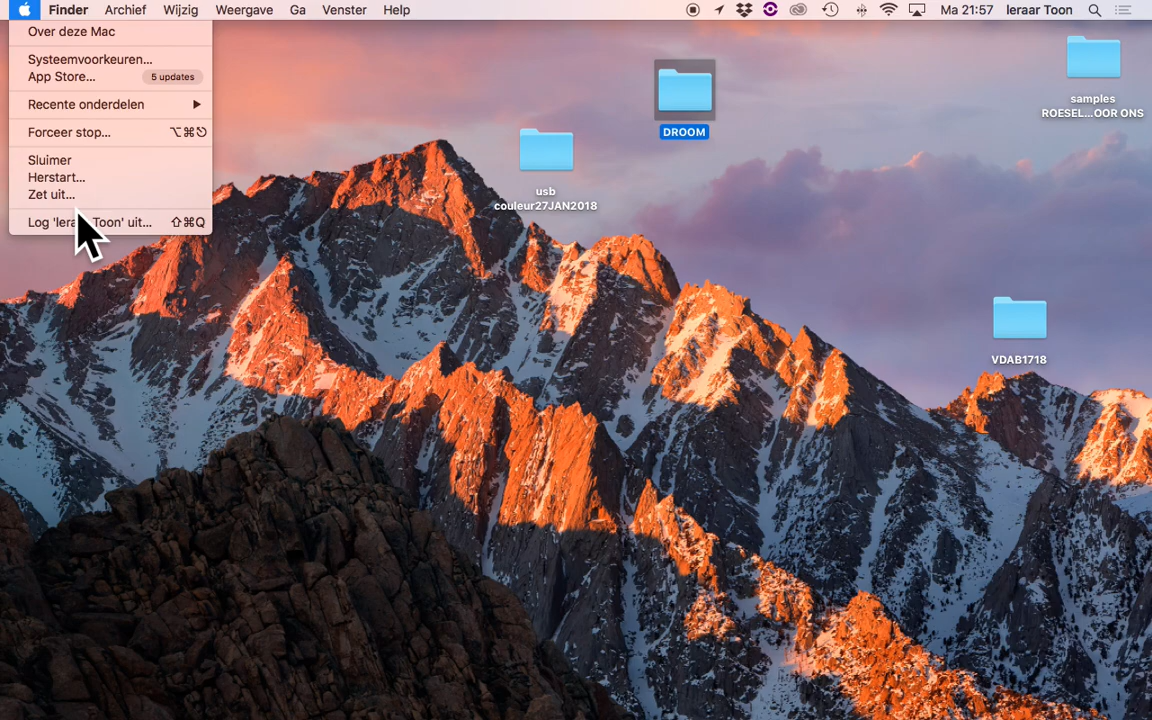 Finder Archief Wijzig Weergave Ga Venster Help Ma 21:57 leraar Toon
Over deze Mac
Systeemvoorkeuren...
App Store... 5 updates
Recente onderdelen
Forceer stop... ⌥⌘⎋
Sluimer
Herstart...
Zet uit...
Log 'lera Toon' uit... ⇧⌘Q
DROOM
usb
couleur27JAN2018
samples
ROESEL...OOR ONS
VDAB1718